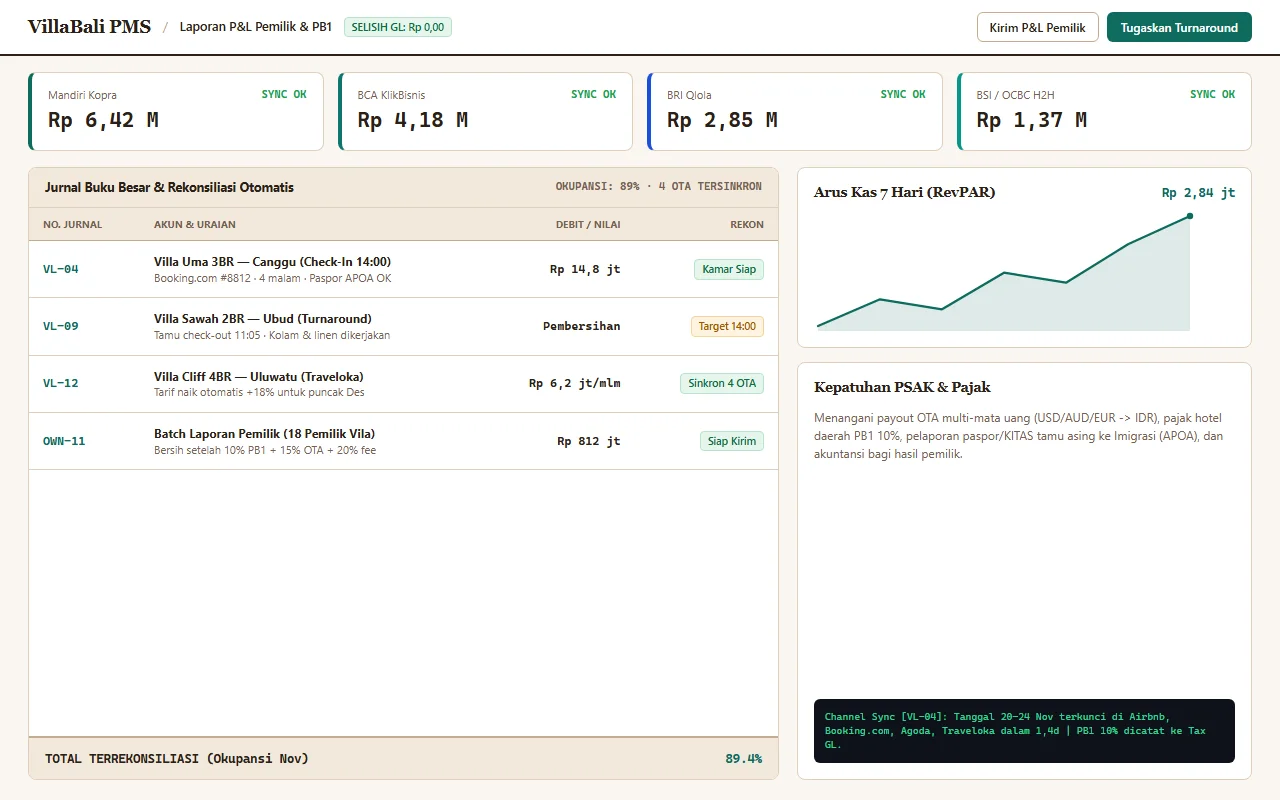 VillaBali PMS / Laporan P&L Pemilik & PB1 SELISIH GL: Rp 0,00 Kirim P&L Pemilik Tugaskan Turnaround
Mandiri Kopra SYNC OK
Rp 6,42 M
BCA KlikBisnis SYNC OK
Rp 4,18 M
BRI Qlola SYNC OK
Rp 2,85 M
BSI / OCBC H2H SYNC OK
Rp 1,37 M
Jurnal Buku Besar & Rekonsiliasi Otomatis OKUPANSI: 89% · 4 OTA TERSINKRON
NO. JURNAL AKUN & URAIAN DEBIT / NILAI REKON
VL-04 Villa Uma 3BR — Canggu (Check-In 14:00) Rp 14,8 jt Kamar Siap
Booking.com #8812 · 4 malam · Paspor APOA OK
VL-09 Villa Sawah 2BR — Ubud (Turnaround) Pembersihan Target 14:00
Tamu check-out 11:05 · Kolam & linen dikerjakan
VL-12 Villa Cliff 4BR — Uluwatu (Traveloka) Rp 6,2 jt/mlm Sinkron 4 OTA
Tarif naik otomatis +18% untuk puncak Des
OWN-11 Batch Laporan Pemilik (18 Pemilik Vila) Rp 812 jt Siap Kirim
Bersih setelah 10% PB1 + 15% OTA + 20% fee
TOTAL TERREKONSILIASI (Okupansi Nov) 89.4%
Arus Kas 7 Hari (RevPAR) Rp 2,84 jt
Kepatuhan PSAK & Pajak
Menangani payout OTA multi-mata uang (USD/AUD/EUR -> IDR), pajak hotel
daerah PB1 10%, pelaporan paspor/KITAS tamu asing ke Imigrasi (APOA), dan
akuntansi bagi hasil pemilik.
Channel Sync [VL-04]: Tanggal 20-24 Nov terkunci di Airbnb,
Booking.com, Agoda, Traveloka dalam 1,4d | PB1 10% dicatat ke Tax
GL.